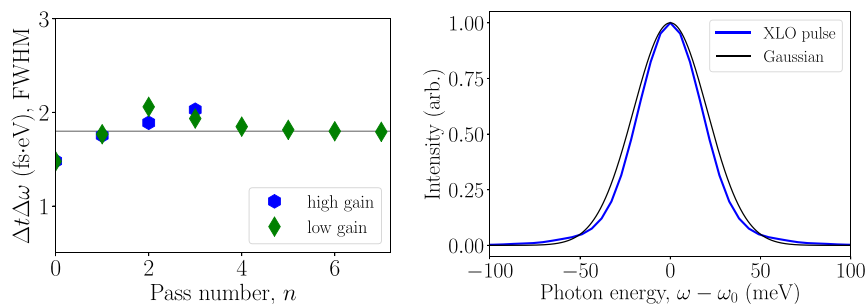 3
2
1
0
2
4
6
ΔtΔω (fs·eV), FWHM
Pass number, n
high gain
low gain
1.00
0.75
0.50
0.25
0.00
−100
−50
0
50
100
Intensity (arb.)
Photon energy, ω − ω₀ (meV)
XLO pulse
Gaussian